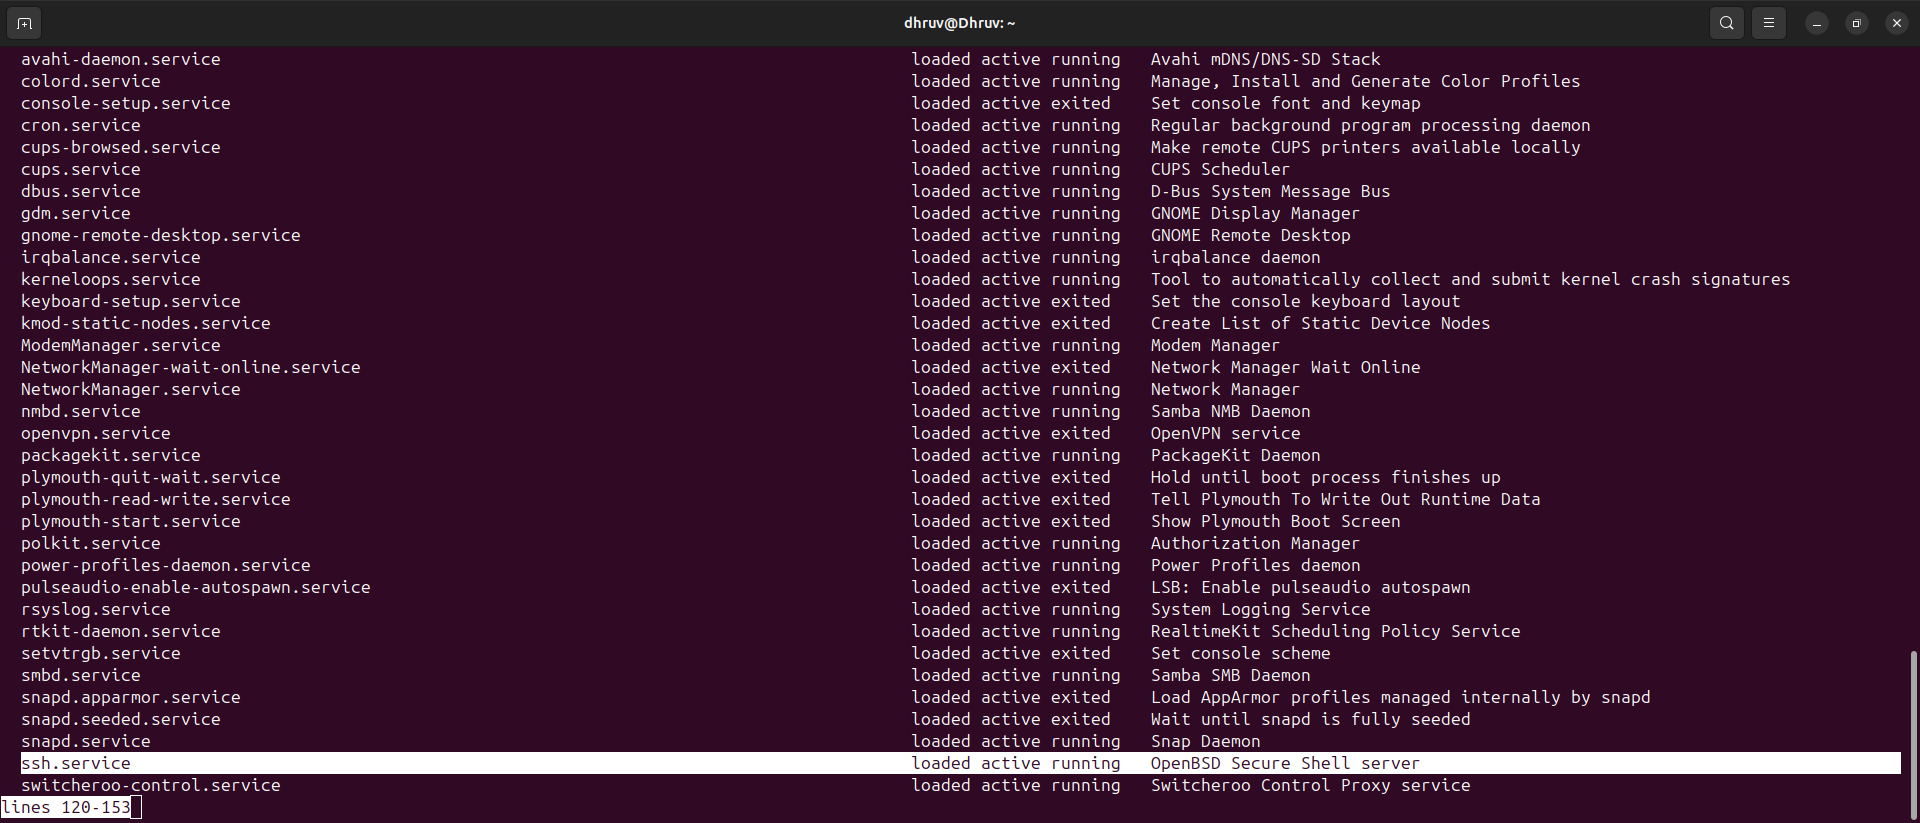 dhruv@Dhruv: ~
avahi-daemon.service loaded active running Avahi mDNS/DNS-SD Stack
colord.service loaded active running Manage, Install and Generate Color Profiles
console-setup.service loaded active exited Set console font and keymap
cron.service loaded active running Regular background program processing daemon
cups-browsed.service loaded active running Make remote CUPS printers available locally
cups.service loaded active running CUPS Scheduler
dbus.service loaded active running D-Bus System Message Bus
gdm.service loaded active running GNOME Display Manager
gnome-remote-desktop.service loaded active running GNOME Remote Desktop
irqbalance.service loaded active running irqbalance daemon
kerneloops.service loaded active running Tool to automatically collect and submit kernel crash signatures
keyboard-setup.service loaded active exited Set the console keyboard layout
kmod-static-nodes.service loaded active exited Create List of Static Device Nodes
ModemManager.service loaded active running Modem Manager
NetworkManager-wait-online.service loaded active exited Network Manager Wait Online
NetworkManager.service loaded active running Network Manager
nmbd.service loaded active running Samba NMB Daemon
openvpn.service loaded active exited OpenVPN service
packagekit.service loaded active running PackageKit Daemon
plymouth-quit-wait.service loaded active exited Hold until boot process finishes up
plymouth-read-write.service loaded active exited Tell Plymouth To Write Out Runtime Data
plymouth-start.service loaded active exited Show Plymouth Boot Screen
polkit.service loaded active running Authorization Manager
power-profiles-daemon.service loaded active running Power Profiles daemon
pulseaudio-enable-autospawn.service loaded active exited LSB: Enable pulseaudio autospawn
rsyslog.service loaded active running System Logging Service
rtkit-daemon.service loaded active running RealtimeKit Scheduling Policy Service
setvtrgb.service loaded active exited Set console scheme
smbd.service loaded active running Samba SMB Daemon
snapd.apparmor.service loaded active exited Load AppArmor profiles managed internally by snapd
snapd.seeded.service loaded active exited Wait until snapd is fully seeded
snapd.service loaded active running Snap Daemon
ssh.service loaded active running OpenBSD Secure Shell server
switcheroo-control.service loaded active running Switcheroo Control Proxy service
lines 120-153